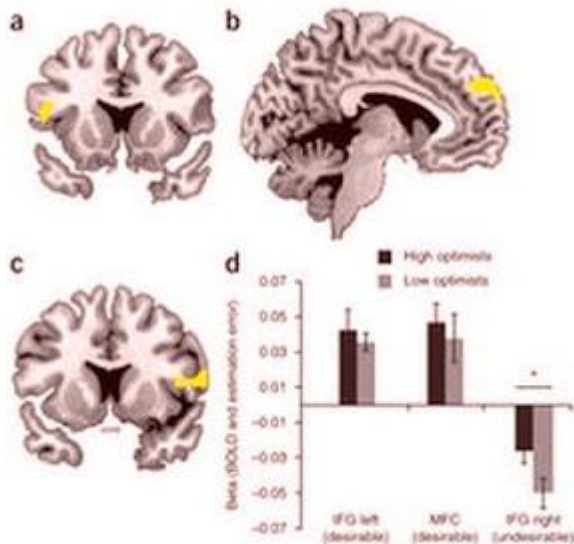 a
b
c
d
High optimists
Low optimists
Beta (BOLD and estimation error)
0.07
0.05
0.03
0.01
−0.01
−0.03
−0.05
−0.07
*
IFG left
(desirable)
MFC
(desirable)
IFG right
(undesirable)